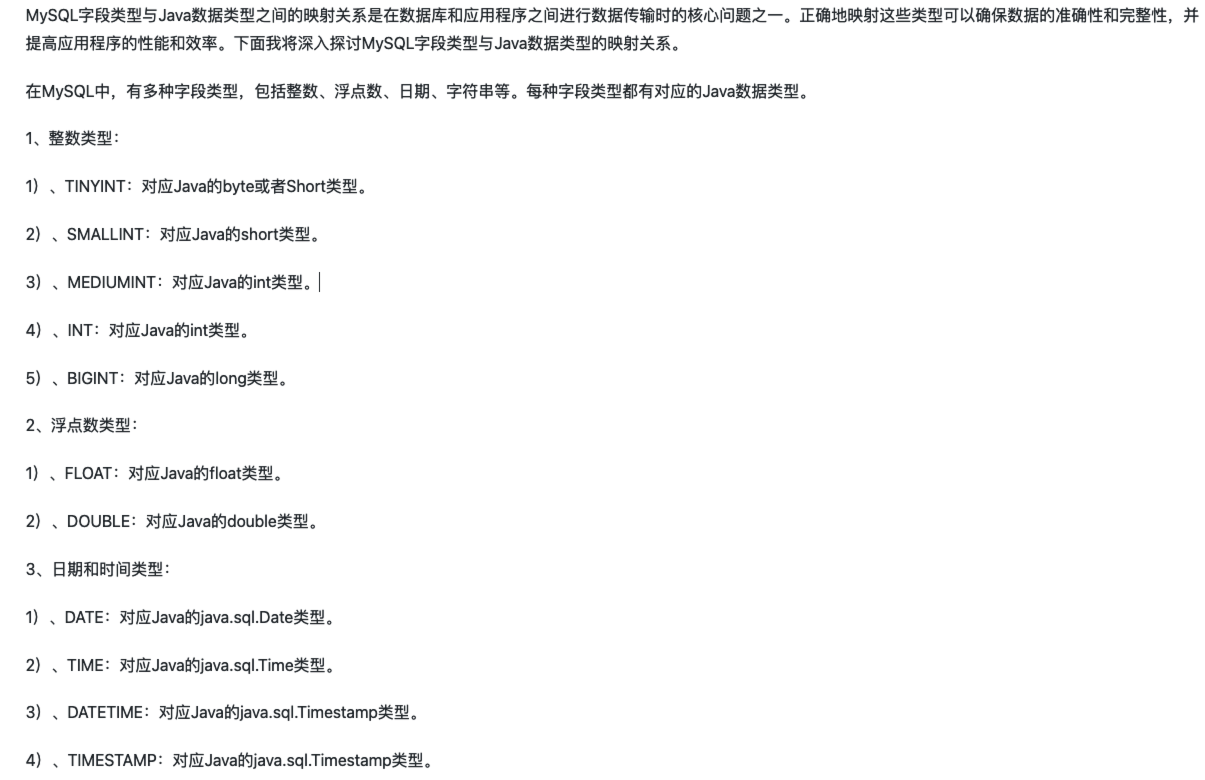 MySQL字段类型与Java数据类型之间的映射关系是在数据库和应用程序之间进行数据传输时的核心问题之一。正确地映射这些类型可以确保数据的准确性和完整性，并
提高应用程序的性能和效率。下面我将深入探讨MySQL字段类型与Java数据类型的映射关系。
在MySQL中，有多种字段类型，包括整数、浮点数、日期、字符串等。每种字段类型都有对应的Java数据类型。
1、整数类型：
1）、TINYINT：对应Java的byte或者Short类型。
2）、SMALLINT：对应Java的short类型。
3）、MEDIUMINT：对应Java的int类型。
4）、INT：对应Java的int类型。
5）、BIGINT：对应Java的long类型。
2、浮点数类型：
1）、FLOAT：对应Java的float类型。
2）、DOUBLE：对应Java的double类型。
3、日期和时间类型：
1）、DATE：对应Java的java.sql.Date类型。
2）、TIME：对应Java的java.sql.Time类型。
3）、DATETIME：对应Java的java.sql.Timestamp类型。
4）、TIMESTAMP：对应Java的java.sql.Timestamp类型。